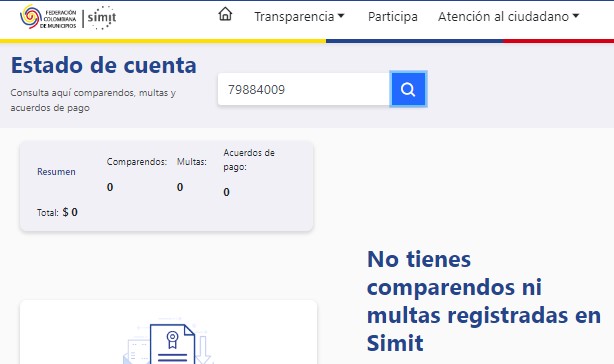 FEDERACIÓN
COLOMBIANA
DE MUNICIPIOS
simit
Transparencia
Participa
Atención al ciudadano
Estado de cuenta
Consulta aquí comparendos, multas y
acuerdos de pago
79884009
Resumen
Comparendos:
0
Multas:
0
Acuerdos de
pago:
0
Total: $ 0
No tienes
comparendos ni
multas registradas en
Simit